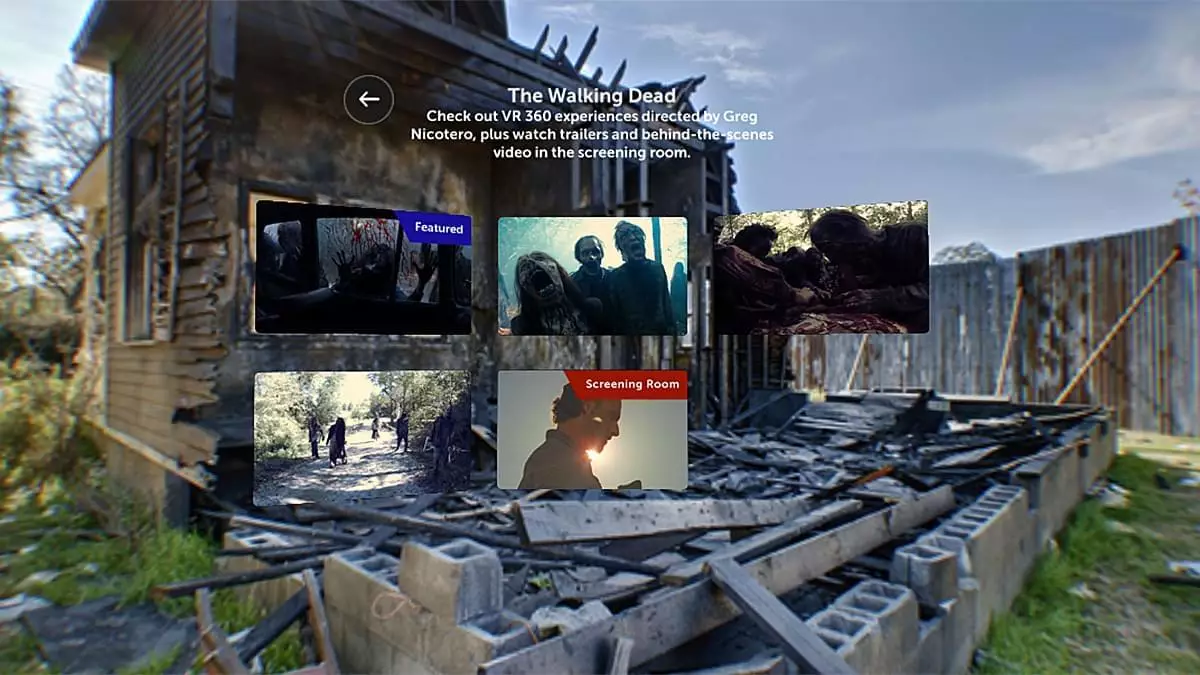 The Walking Dead
Check out VR 360 experiences directed by Greg
Nicotero, plus watch trailers and behind-the-scenes
video in the screening room.
Featured
Screening Room